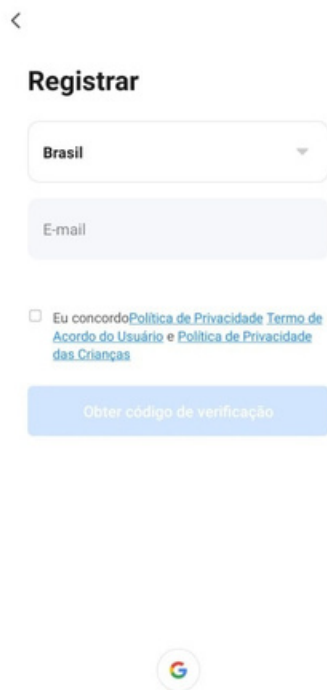 Registrar
Brasil
E-mail
Eu concordoPolítica de Privacidade Termo de
Acordo do Usuário e Política de Privacidade
das Crianças
Obter código de verificação